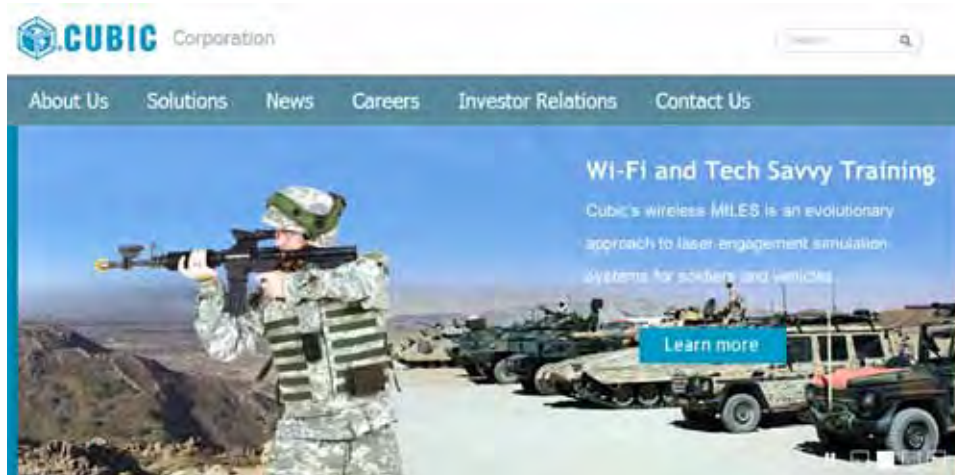 CUBIC Corporation
About Us Solutions News Careers Investor Relations Contact Us
Wi-Fi and Tech Savvy Training
Cubic's wireless MILES is an evolutionary
approach to laser engagement simulation
systems for soldiers and vehicles
Learn more